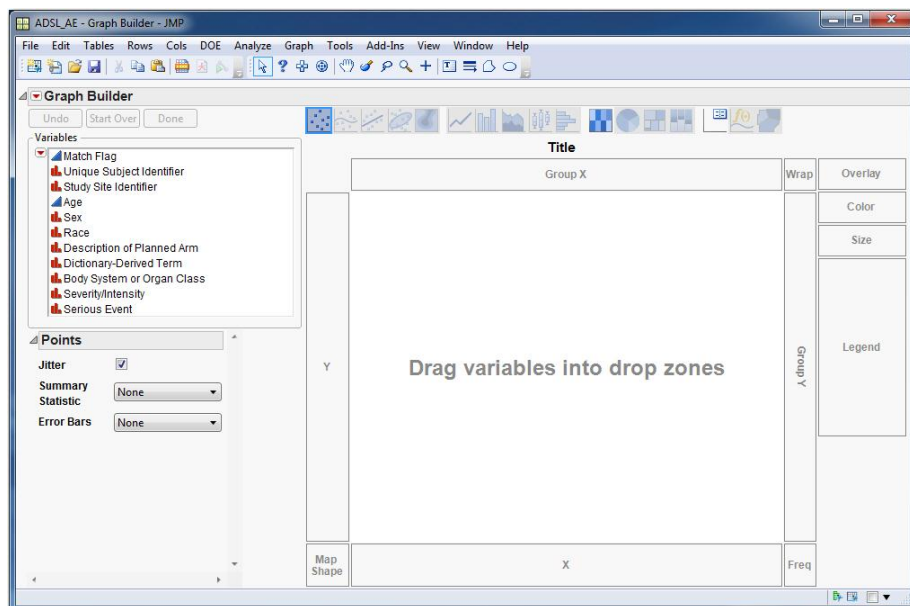 ADSL_AE - Graph Builder - JMP
File Edit Tables Rows Cols DOE Analyze Graph Tools Add-Ins View Window Help
Graph Builder
Undo Start Over Done
Variables
Match Flag
Unique Subject Identifier
Study Site Identifier
Age
Sex
Race
Description of Planned Arm
Dictionary-Derived Term
Body System or Organ Class
Severity/Intensity
Serious Event
Points
Jitter
Summary
Statistic
None
Error Bars
None
Title
Group X
Wrap
Overlay
Color
Size
Y
Drag variables into drop zones
Group Y
Legend
Map
Shape
X
Freq